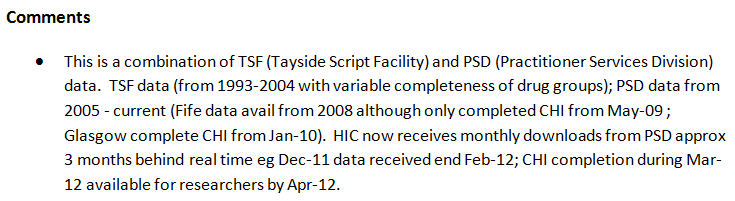 Comments
• This is a combination of TSF (Tayside Script Facility) and PSD (Practitioner Services Division)
data.  TSF data (from 1993-2004 with variable completeness of drug groups); PSD data from
2005 - current (Fife data avail from 2008 although only completed CHI from May-09 ;
Glasgow complete CHI from Jan-10).  HIC now receives monthly downloads from PSD approx
3 months behind real time eg Dec-11 data received end Feb-12; CHI completion during Mar-
12 available for researchers by Apr-12.